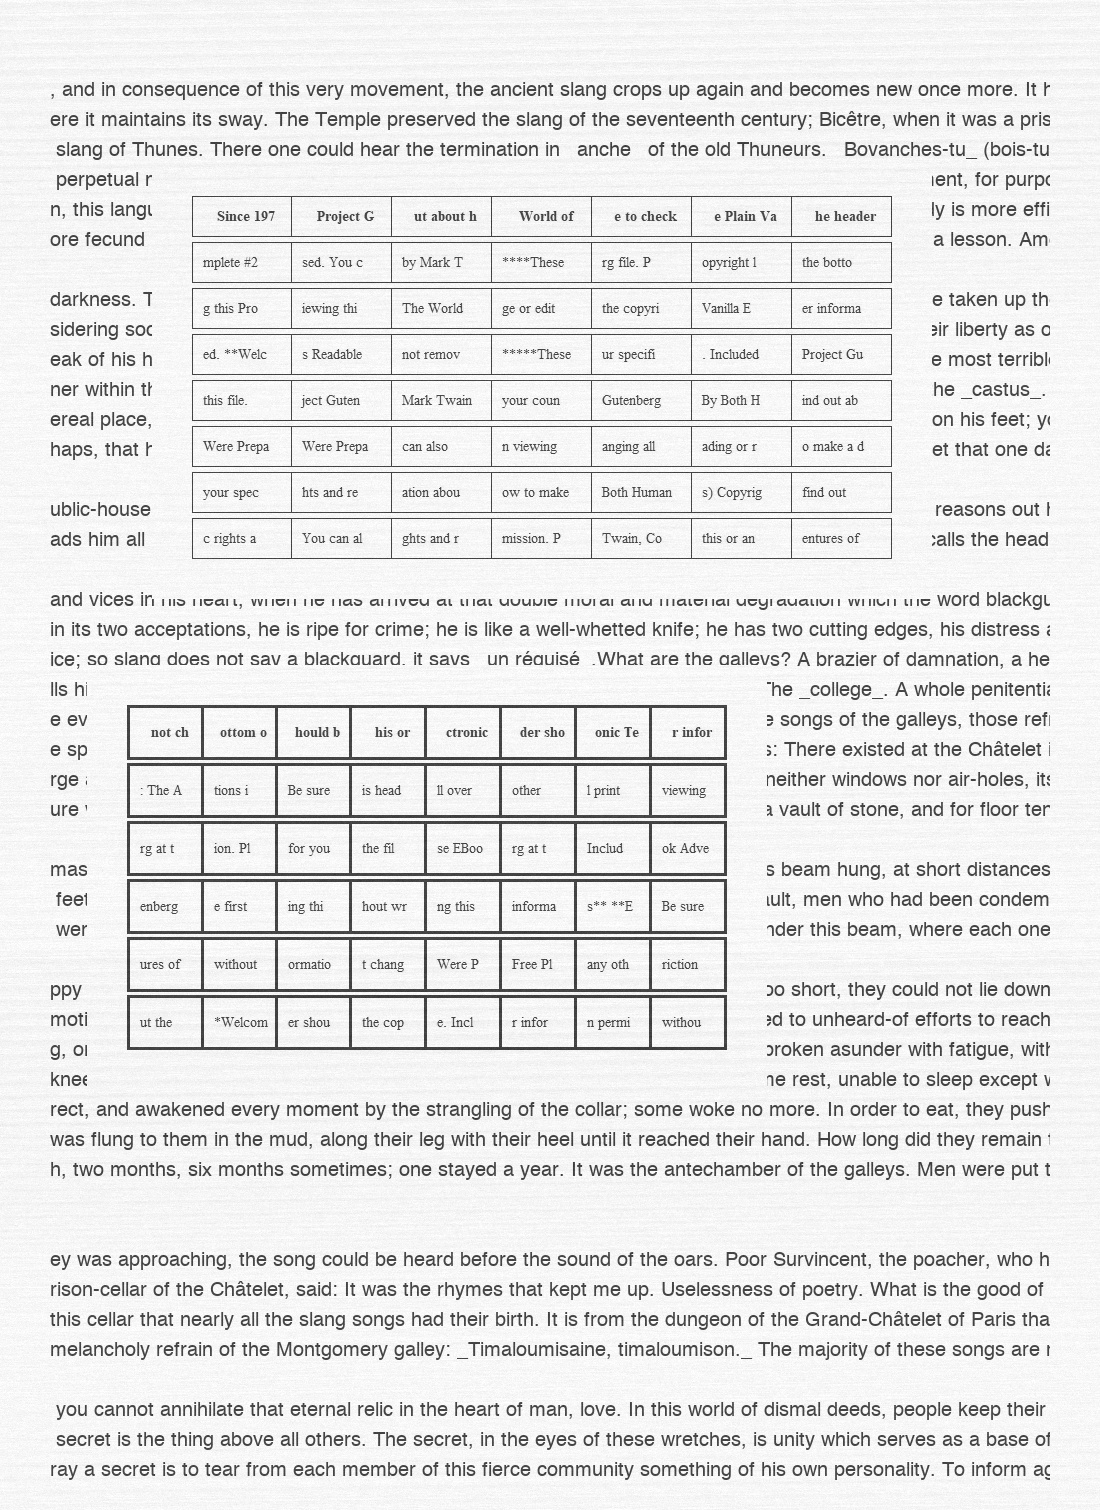 , and in consequence of this very movement, the ancient slang crops up again and becomes new once more. It h
ere it maintains its sway. The Temple preserved the slang of the seventeenth century; Bicêtre, when it was a pris
slang of Thunes. There one could hear the termination in anche of the old Thuneurs. Bovanches-tu_ (bois-tu
perpetual ment, for purpo
n, this langu ly is more effi
ore fecund a lesson. Am
Since 197 Project G ut about h World of e to check e Plain Va he header
mplete #2 sed. You c by Mark T ****These rg file. P opyright l the botto
g this Pro iewing thi The World ge or edit the copyri Vanilla E er informa
ed. **Welc s Readable not remov *****These ur specifi . Included Project Gu
this file. ject Guten Mark Twain your coun Gutenberg By Both H ind out ab
Were Prepa Were Prepa can also n viewing anging all ading or r o make a d
your spec hts and re ation abou ow to make Both Human s) Copyrig find out
c rights a You can al ghts and r mission. P Twain, Co this or an entures of
darkness. T e taken up th
sidering soc eir liberty as o
eak of his h e most terrible
ner within th he _castus_.
ereal place, on his feet; yo
haps, that h et that one da
ublic-house reasons out h
ads him all calls the head
and vices in his heart, when he has arrived at that double moral and material degradation which the word blackgu
in its two acceptations, he is ripe for crime; he is like a well-whetted knife; he has two cutting edges, his distress a
ice; so slang does not say a blackguard, it says un réguisé .What are the galleys? A brazier of damnation, a he
lls hi The _college_. A whole penitentia
e ev e songs of the galleys, those refr
e sp s: There existed at the Châtelet i
rge neither windows nor air-holes, its
ure a vault of stone, and for floor ten
not ch ottom o hould b his or ctronic der sho onic Te r infor
: The A tions i Be sure is head ll over other l print viewing
rg at t ion. Pl for you the fil se EBoo rg at t Includ ok Adve
enberg e first ing thi hout wr ng this informa s** **E Be sure
ures of without ormatio t chang Were P Free Pl any oth riction
ut the *Welcom er shou the cop e. Incl r infor n permi withou
mas s beam hung, at short distances
feet ault, men who had been condem
wer nder this beam, where each one
ppy oo short, they could not lie down
moti ed to unheard-of efforts to reach
g, or broken asunder with fatigue, with
knee he rest, unable to sleep except w
rect, and awakened every moment by the strangling of the collar; some woke no more. In order to eat, they push
was flung to them in the mud, along their leg with their heel until it reached their hand. How long did they remain t
h, two months, six months sometimes; one stayed a year. It was the antechamber of the galleys. Men were put t
ey was approaching, the song could be heard before the sound of the oars. Poor Survincent, the poacher, who h
rison-cellar of the Châtelet, said: It was the rhymes that kept me up. Uselessness of poetry. What is the good of
this cellar that nearly all the slang songs had their birth. It is from the dungeon of the Grand-Châtelet of Paris tha
melancholy refrain of the Montgomery galley: _Timaloumisaine, timaloumison._ The majority of these songs are
you cannot annihilate that eternal relic in the heart of man, love. In this world of dismal deeds, people keep their
secret is the thing above all others. The secret, in the eyes of these wretches, is unity which serves as a base of
ray a secret is to tear from each member of this fierce community something of his own personality. To inform ag